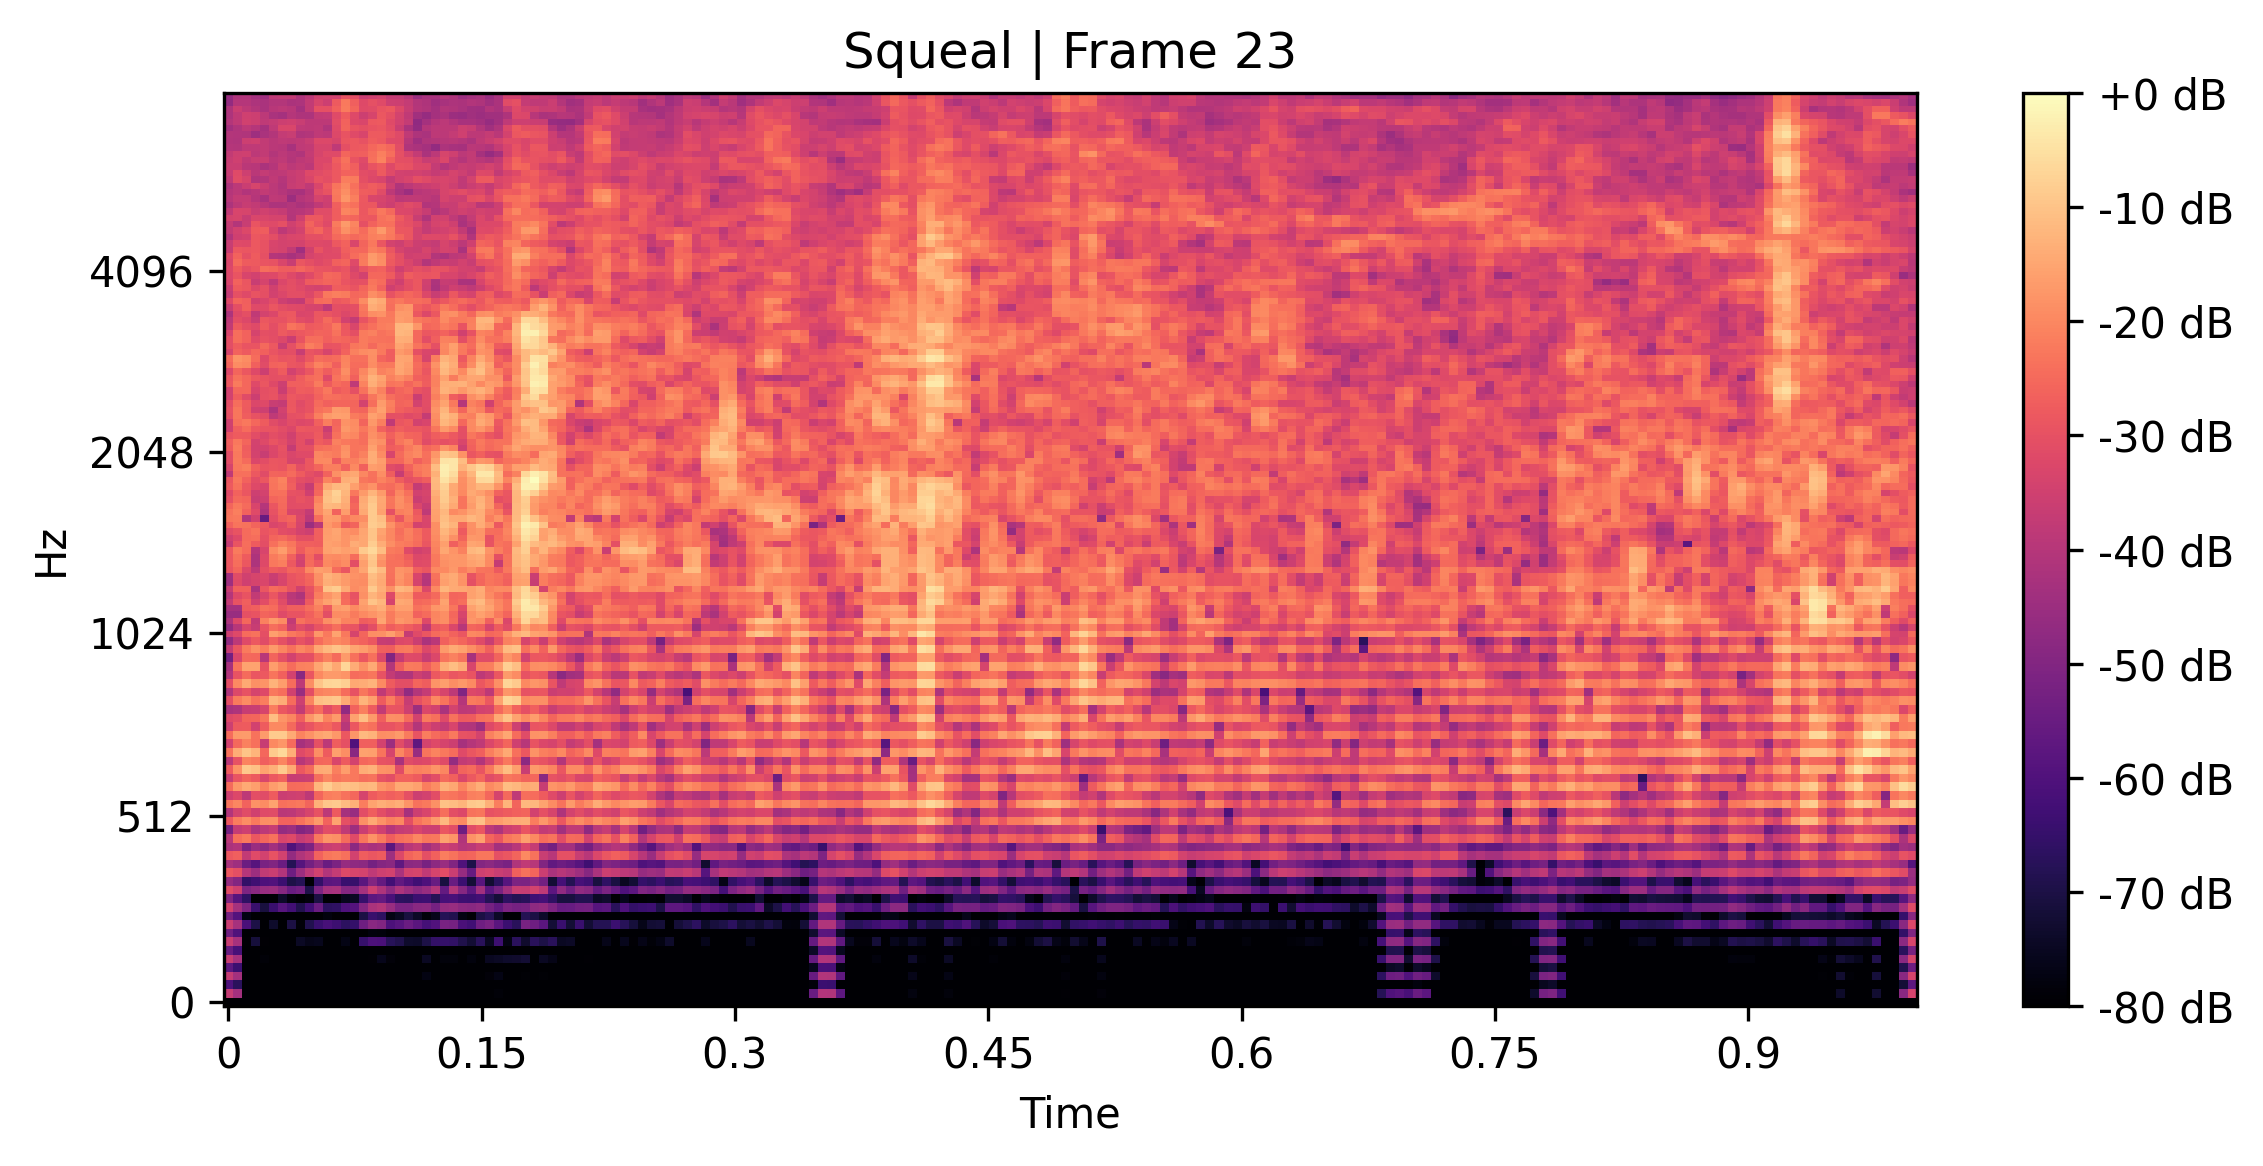 Squeal | Frame 23
Hz
4096
2048
1024
512
0
0 0.15 0.3 0.45 0.6 0.75 0.9
Time
+0 dB
-10 dB
-20 dB
-30 dB
-40 dB
-50 dB
-60 dB
-70 dB
-80 dB